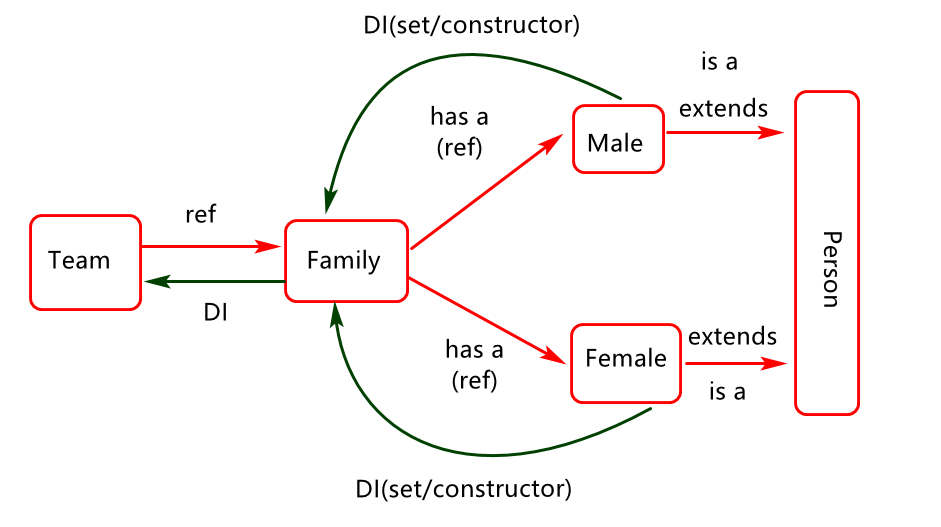 DI(set/constructor)
is a
has a
(ref)
extends
Male
ref
Team
Family
Person
DI
has a
(ref)
extends
Female
is a
DI(set/constructor)